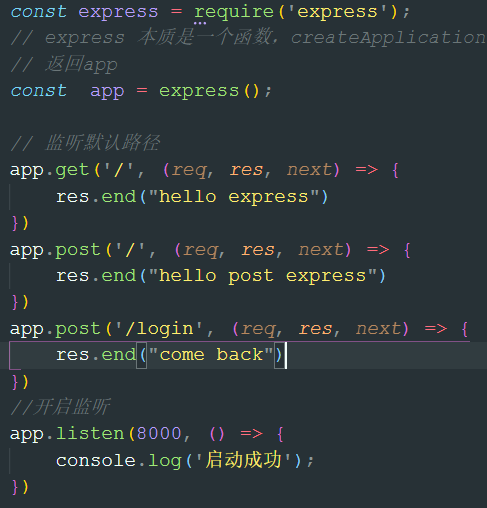 const express = require('express');
// express 本质是一个函数，createApplication
// 返回app
const  app = express();
// 监听默认路径
app.get('/', (req, res, next) => {
    res.end("hello express")
})
app.post('/', (req, res, next) => {
    res.end("hello post express")
})
app.post('/login', (req, res, next) => {
    res.end("come back")
})
//开启监听
app.listen(8000, () => {
    console.log('启动成功');
})